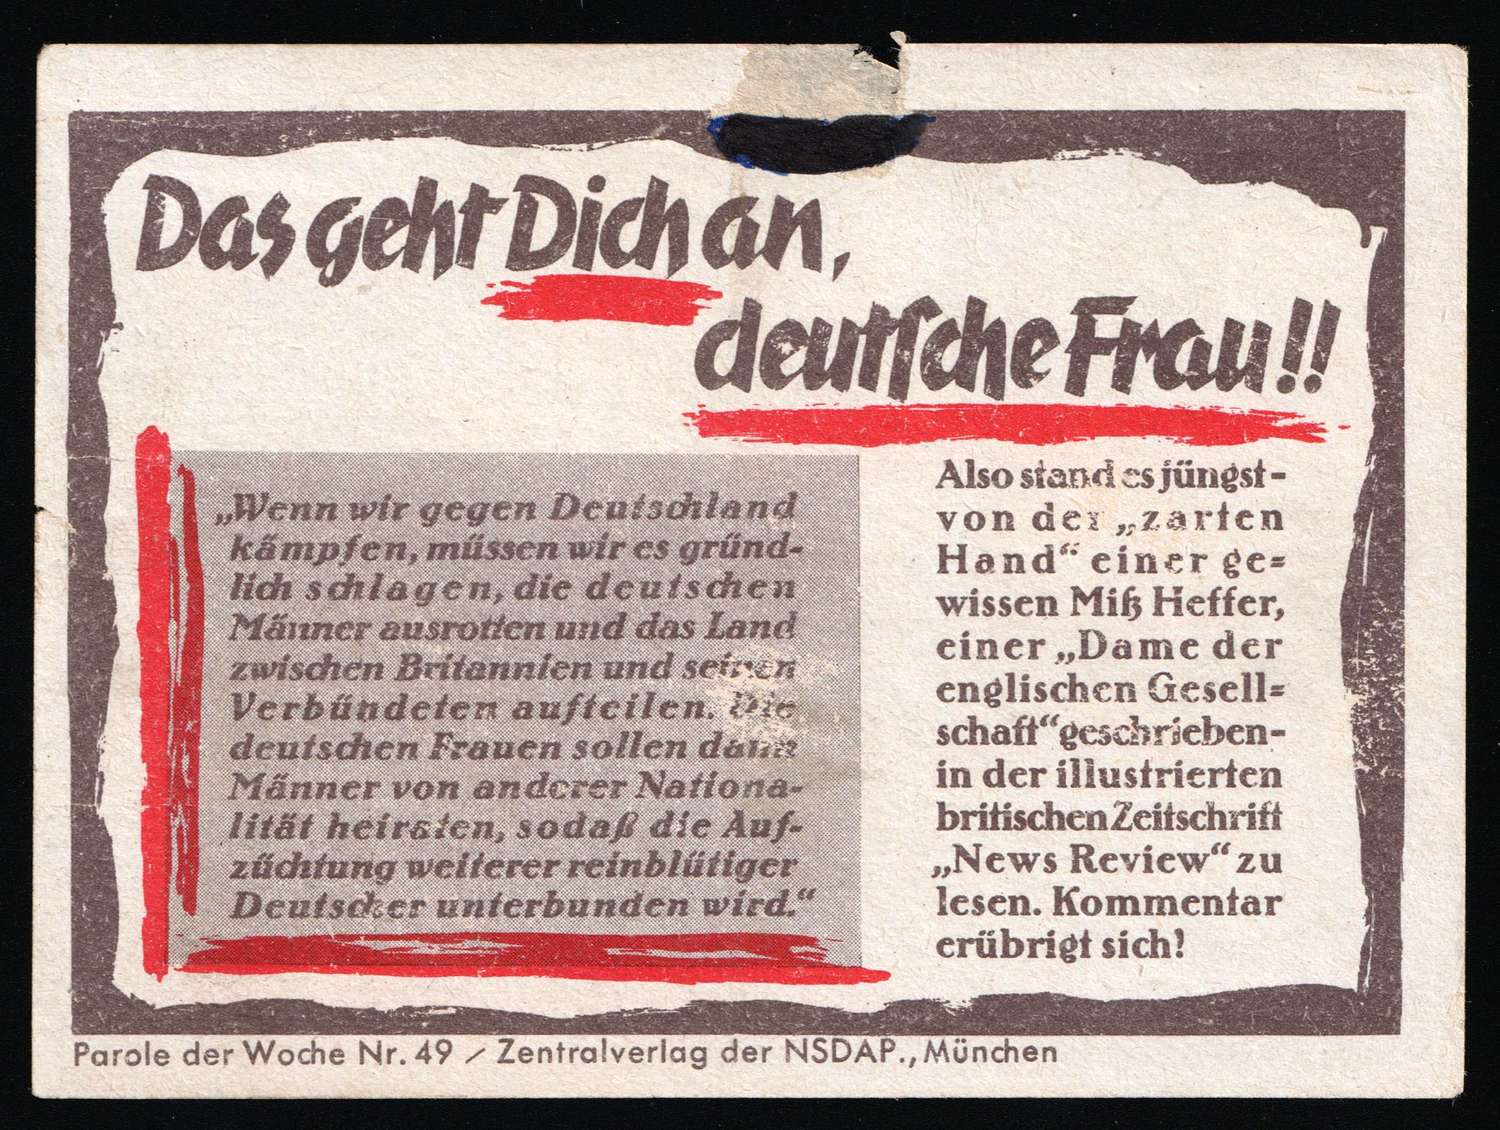 Das geht Dich an,
deutsche Frau!!
„Wenn wir gegen Deutschland
kämpfen, müssen wir es gründ-
lich schlagen, die deutschen
Männer ausrotten und das Land
zwischen Britannien und seinen
Verbündeten aufteilen. Die
deutschen Frauen sollen dann
Männer von anderer Nationa-
lität heiraten, sodaß die Auf-
züchtung weiterer reinblütiger
Deutscher unterbunden wird.“
Also stand es jüngst-
von der „zarten
Hand“ einer ge-
wissen Miß Heffer,
einer „Dame der
englischen Gesell-
schaft“ geschrieben-
in der illustrierten
britischen Zeitschrift
„News Review“ zu
lesen. Kommentar
erübrigt sich!
Parole der Woche Nr. 49 / Zentralverlag der NSDAP., München